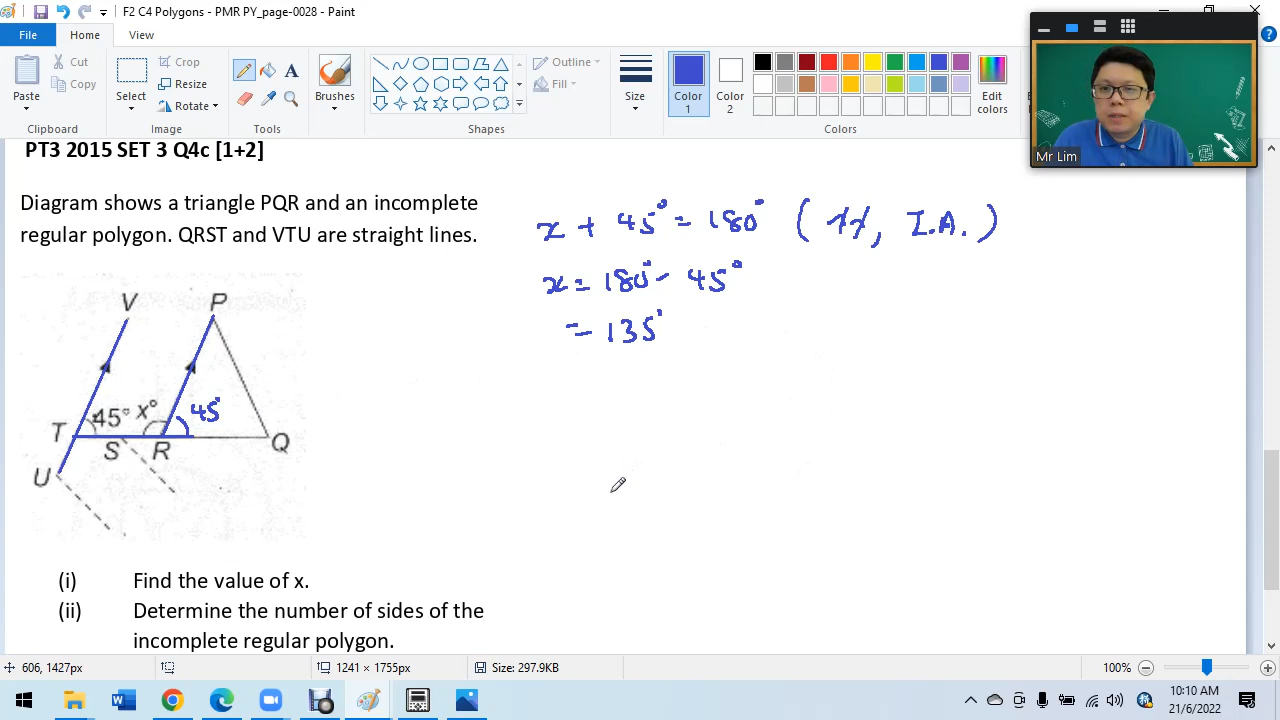 F2 C4 Polygons - PMR PY_page-0028 - Paint
File Home View
Paste Cut Copy Clipboard
Select Crop Resize Rotate Image
Tools
Brushes
Outline Fill Shapes
Size
Color 1 Color 2 Edit colors Colors
Mr Lim
PT3 2015 SET 3 Q4c [1+2]
Diagram shows a triangle PQR and an incomplete
regular polygon. QRST and VTU are straight lines.
V P
45° x° 45°
T S R Q
U
(i) Find the value of x.
(ii) Determine the number of sides of the
incomplete regular polygon.
x + 45° = 180° ( //, I.A. )
x = 180° - 45°
= 135°
606, 1427px 1241 × 1755px Size: 297.9KB 100%
10:10 AM
21/6/2022